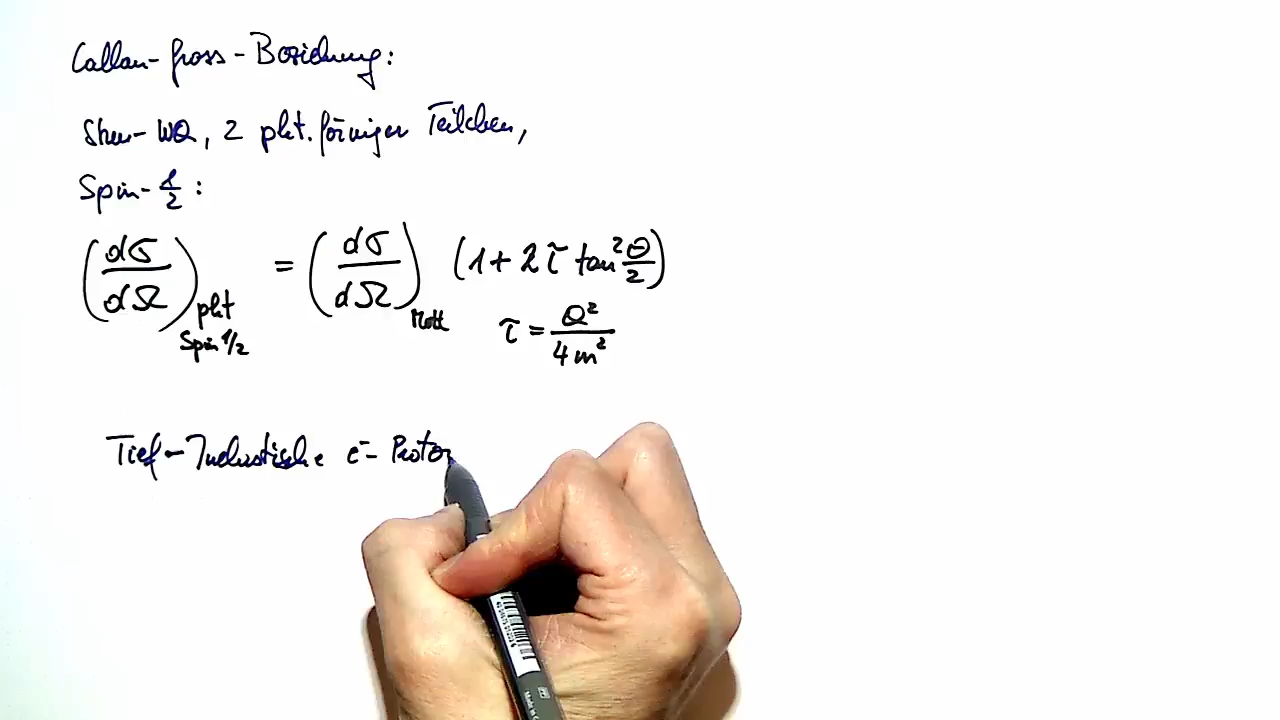 Callan-Gross-Beziehung:
Streu-WQ, 2 pkt.förmiger Teilchen,
Spin-1/2:
(dσ/dΩ)pkt Spin 1/2 = (dσ/dΩ)Mott (1 + 2 τ tan² θ/2)
τ = Q²/4m²
Tief-Inelastische e⁻-Proton